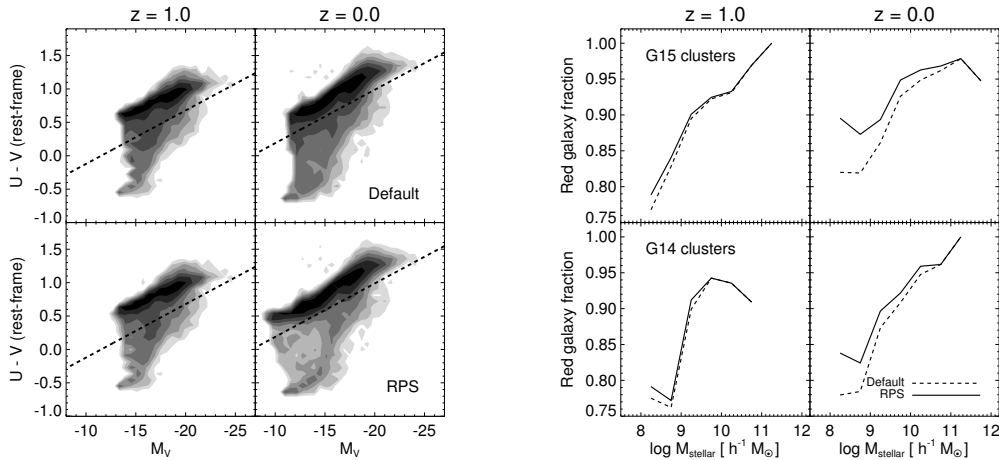 z = 1.0
z = 0.0
U - V (rest-frame)
1.5
1.0
0.5
0.0
-0.5
-1.0
Default
U - V (rest-frame)
1.5
1.0
0.5
0.0
-0.5
-1.0
RPS
-10 -15 -20 -25
-10 -15 -20 -25
M_V
M_V
z = 1.0
z = 0.0
Red galaxy fraction
1.00
0.95
0.90
0.85
0.80
0.75
G15 clusters
Red galaxy fraction
1.00
0.95
0.90
0.85
0.80
0.75
G14 clusters
Default
RPS
8 9 10 11 12
8 9 10 11 12
log M_stellar [ h^-1 M_⊙]
log M_stellar [ h^-1 M_⊙]